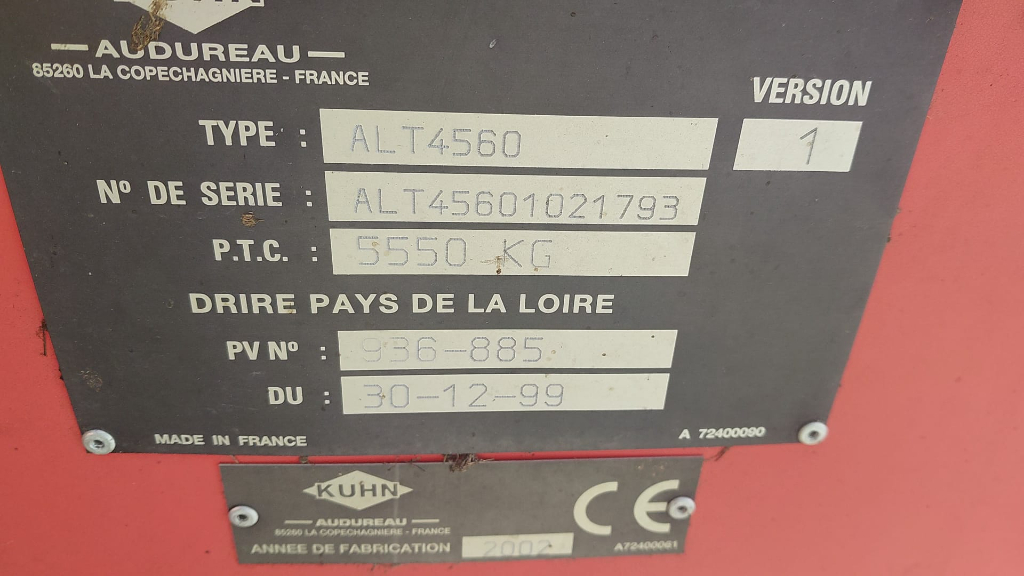 KUHN
— AUDUREAU —
85260 LA COPECHAGNIERE - FRANCE
VERSION
TYPE : ALT4560 1
Nº DE SERIE : ALT45601021793
P.T.C. : 5550 KG
DRIRE PAYS DE LA LOIRE
PV Nº : 936-885
DU : 30-12-99
MADE IN FRANCE A 72400090
KUHN
— AUDUREAU —
85260 LA COPECHAGNIERE - FRANCE
CE
ANNEE DE FABRICATION 2002 A72400061